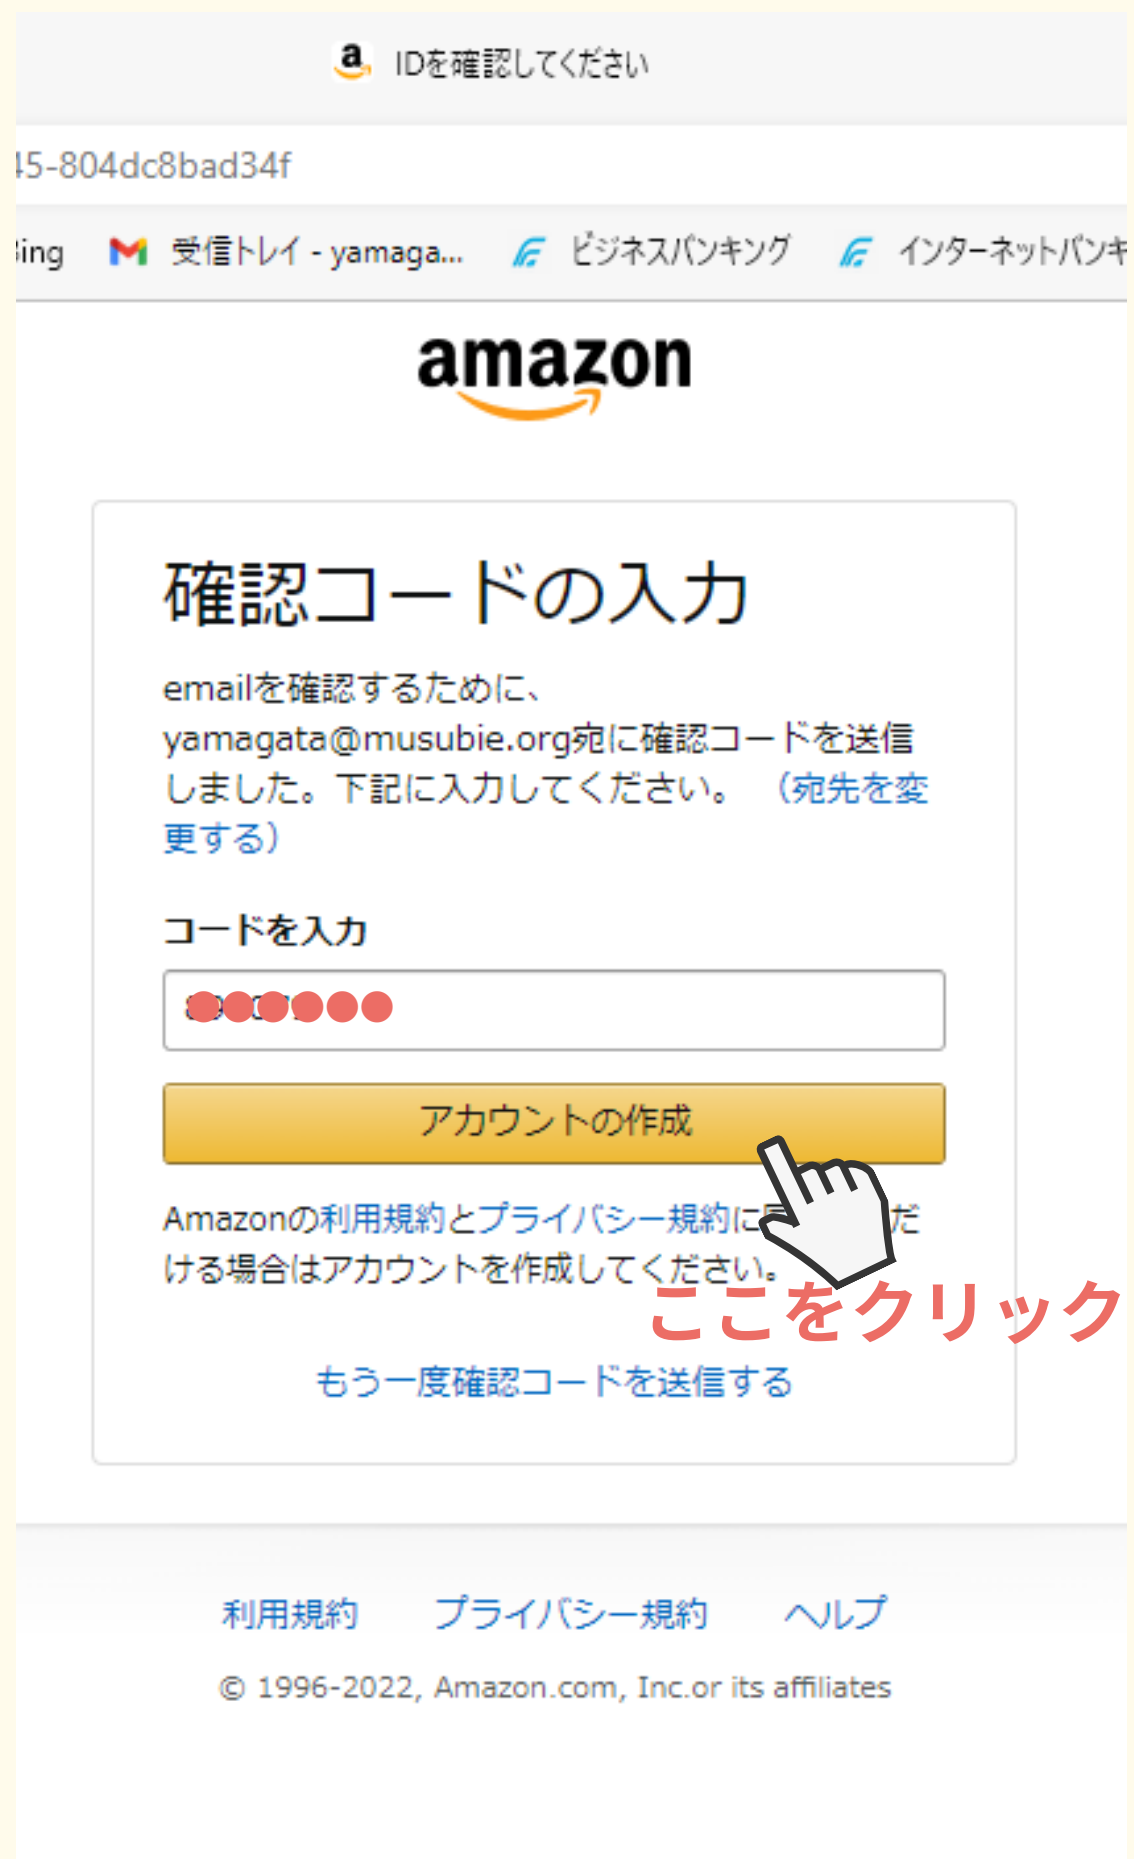 IDを確認してください
45-804dc8bad34f
ing 受信トレイ - yamaga... ビジネスバンキング インターネットバンキ
amazon
確認コードの入力
emailを確認するために、
yamagata@musubie.org宛に確認コードを送信
しました。下記に入力してください。 （宛先を変
更する）
コードを入力
アカウントの作成
Amazonの利用規約とプライバシー規約に だ
ける場合はアカウントを作成してください。
ここをクリック
もう一度確認コードを送信する
利用規約 プライバシー規約 ヘルプ
© 1996-2022, Amazon.com, Inc.or its affiliates